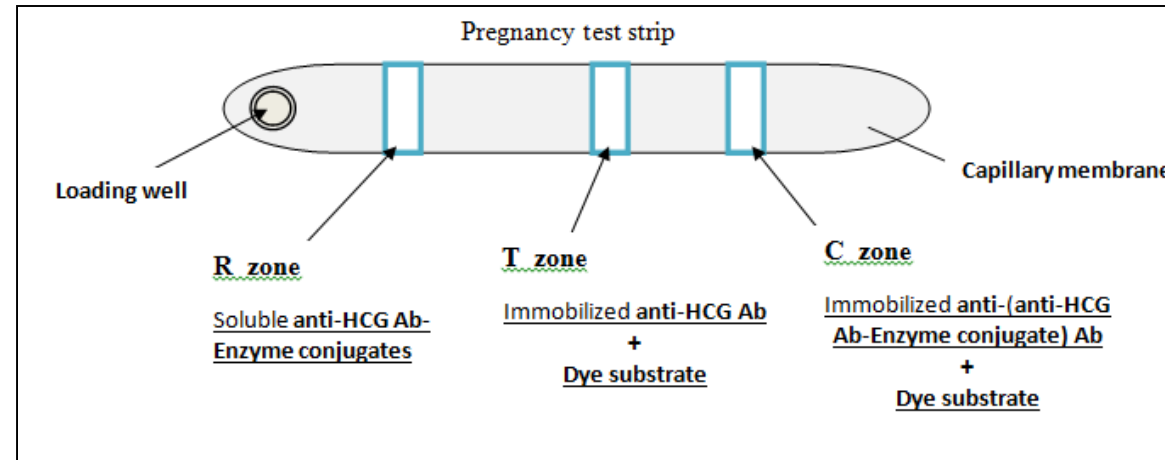 Pregnancy test strip
Loading well
Capillary membrane
R zone
Soluble anti-HCG Ab-
Enzyme conjugates
T zone
Immobilized anti-HCG Ab
+
Dye substrate
C zone
Immobilized anti-(anti-HCG
Ab-Enzyme conjugate) Ab
+
Dye substrate